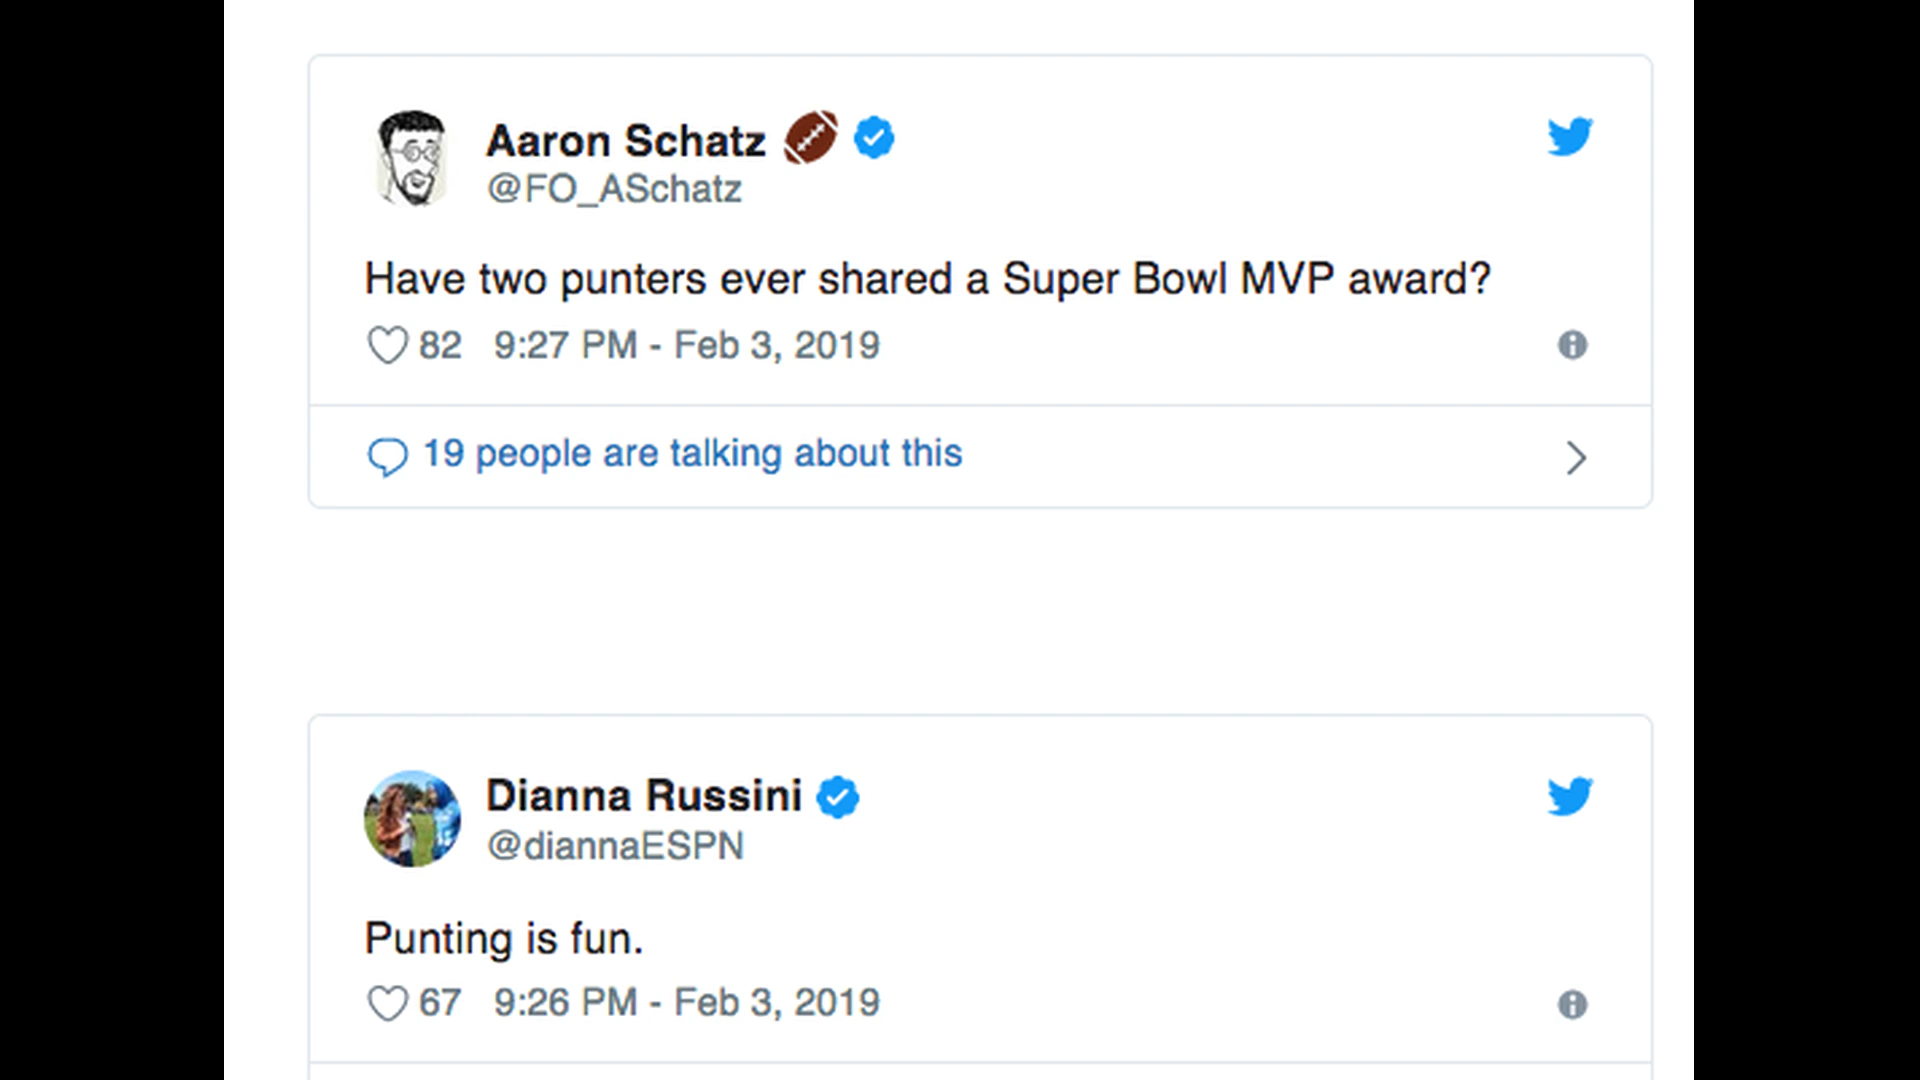 Aaron Schatz 🏈
@FO_ASchatz
Have two punters ever shared a Super Bowl MVP award?
82 9:27 PM - Feb 3, 2019
19 people are talking about this
Dianna Russini
@diannaESPN
Punting is fun.
67 9:26 PM - Feb 3, 2019